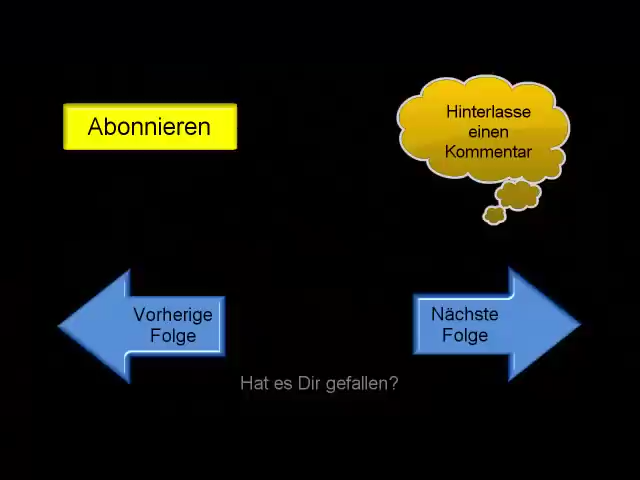 Abonnieren
Hinterlasse
einen
Kommentar
Vorherige
Folge
Nächste
Folge
Hat es Dir gefallen?